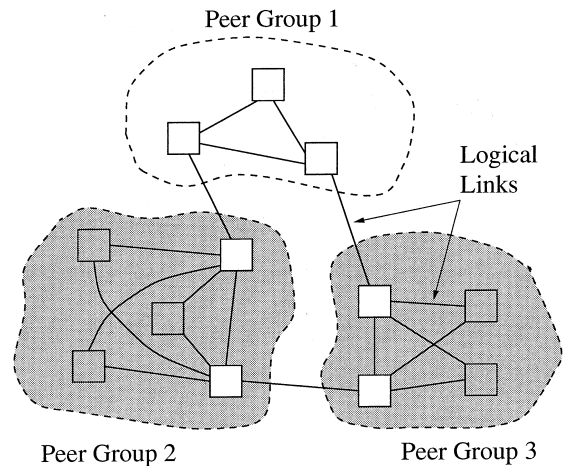 Peer Group 1
Logical
Links
Peer Group 2
Peer Group 3